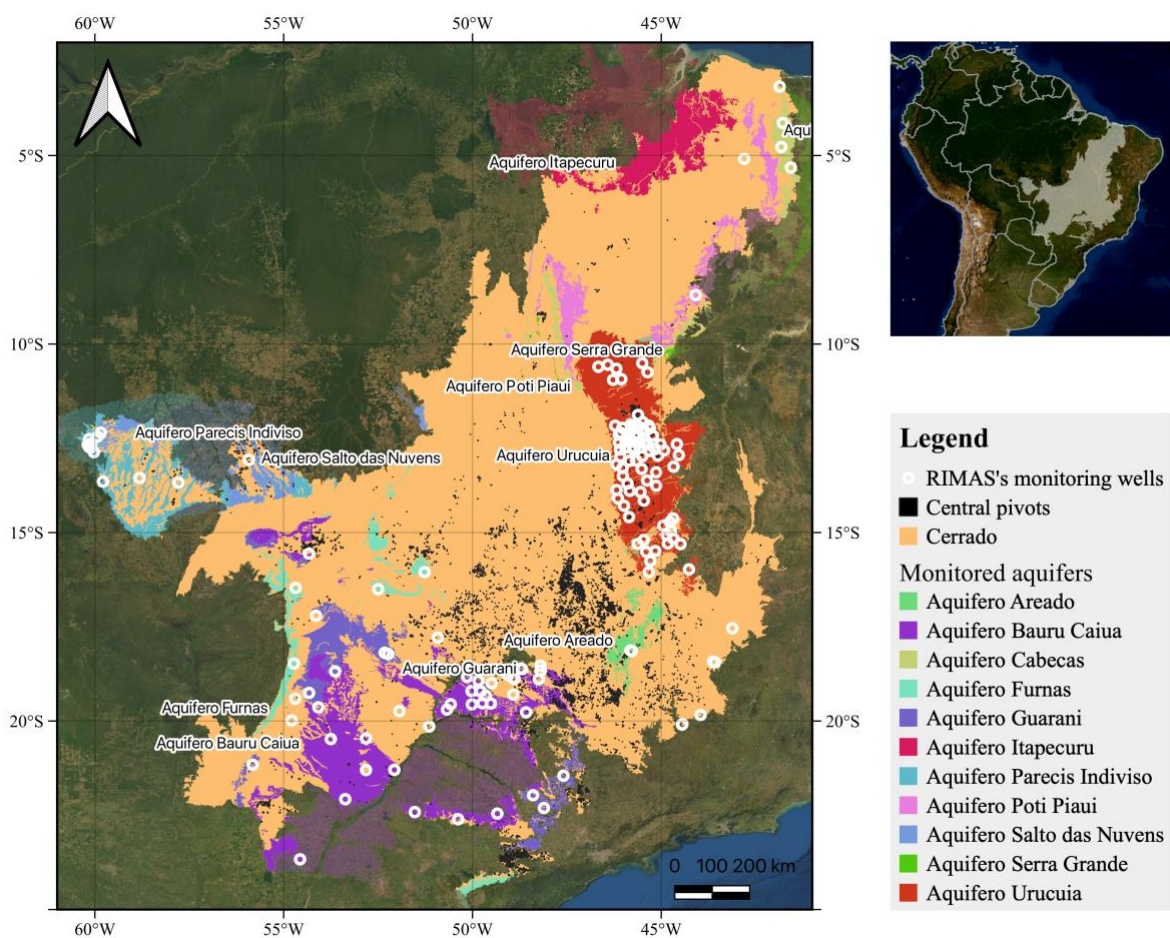 60°W 55°W 50°W 45°W
Aqui
5°S 5°S
Aquifero Itapecuru
10°S 10°S
Aquifero Serra Grande
Aquifero Poti Piaui
Aquifero Parecis Indiviso
Aquifero Urucuia
Aquifero Salto das Nuvens
15°S 15°S
Aquifero Areado
Aquifero Guarani
Aquifero Furnas
20°S 20°S
Aquifero Bauru Caiua
0 100 200 km
60°W 55°W 50°W 45°W
Legend
RIMAS's monitoring wells
Central pivots
Cerrado
Monitored aquifers
Aquifero Areado
Aquifero Bauru Caiua
Aquifero Cabecas
Aquifero Furnas
Aquifero Guarani
Aquifero Itapecuru
Aquifero Parecis Indiviso
Aquifero Poti Piaui
Aquifero Salto das Nuvens
Aquifero Serra Grande
Aquifero Urucuia